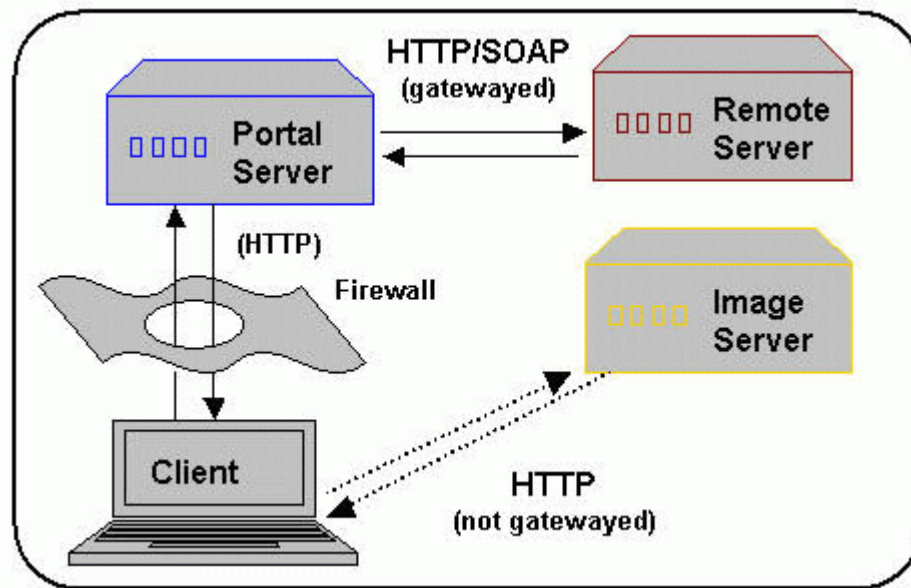 HTTP/SOAP
(gatewayed)
Portal
Server
Remote
Server
(HTTP)
Firewall
Image
Server
Client
HTTP
(not gatewayed)